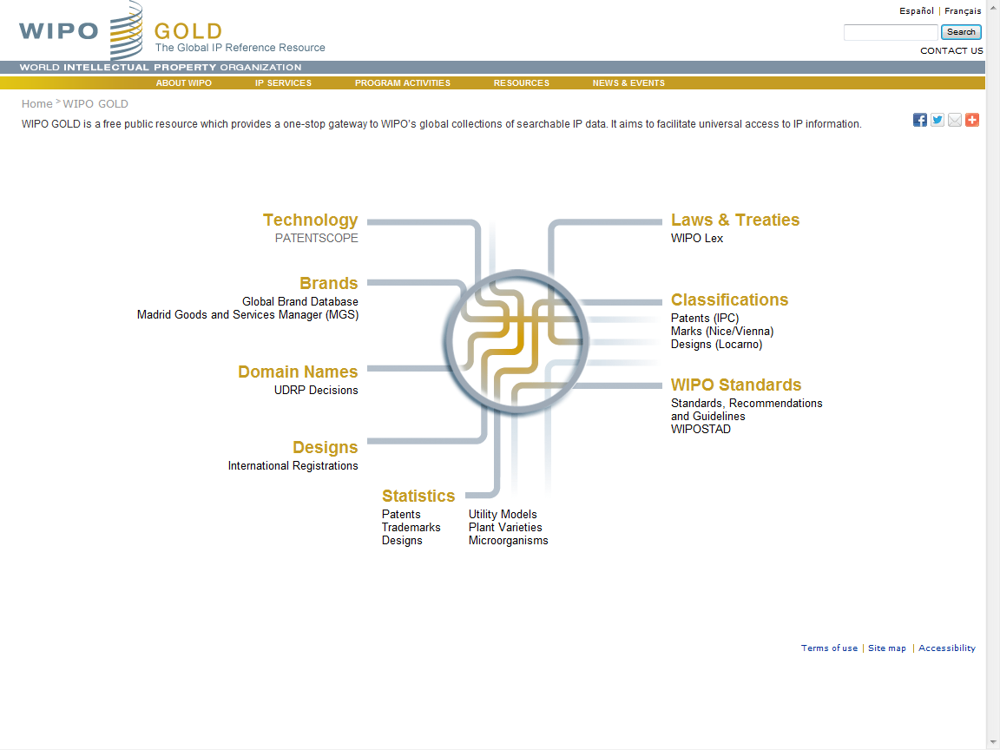 Español | Français
WIPO GOLD
The Global IP Reference Resource
Search
CONTACT US
WORLD INTELLECTUAL PROPERTY ORGANIZATION
ABOUT WIPO IP SERVICES PROGRAM ACTIVITIES RESOURCES NEWS & EVENTS
Home > WIPO GOLD
WIPO GOLD is a free public resource which provides a one-stop gateway to WIPO's global collections of searchable IP data. It aims to facilitate universal access to IP information.
Technology
PATENTSCOPE
Brands
Global Brand Database
Madrid Goods and Services Manager (MGS)
Domain Names
UDRP Decisions
Designs
International Registrations
Statistics
Patents
Trademarks
Designs
Utility Models
Plant Varieties
Microorganisms
Laws & Treaties
WIPO Lex
Classifications
Patents (IPC)
Marks (Nice/Vienna)
Designs (Locarno)
WIPO Standards
Standards, Recommendations
and Guidelines
WIPOSTAD
Terms of use | Site map | Accessibility